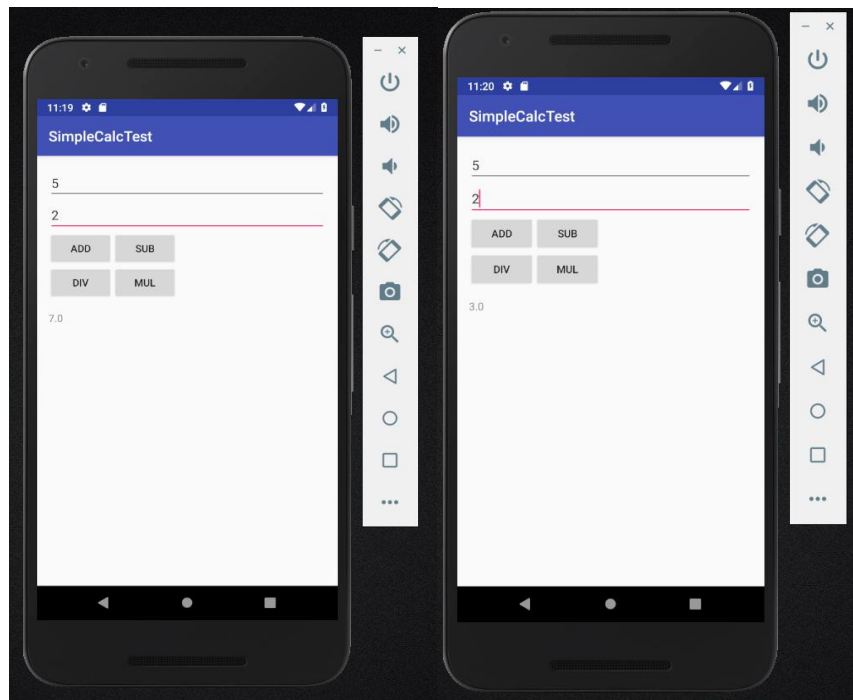 11:19
SimpleCalcTest
5
2
ADD SUB
DIV MUL
7.0
11:20
SimpleCalcTest
5
2
ADD SUB
DIV MUL
3.0